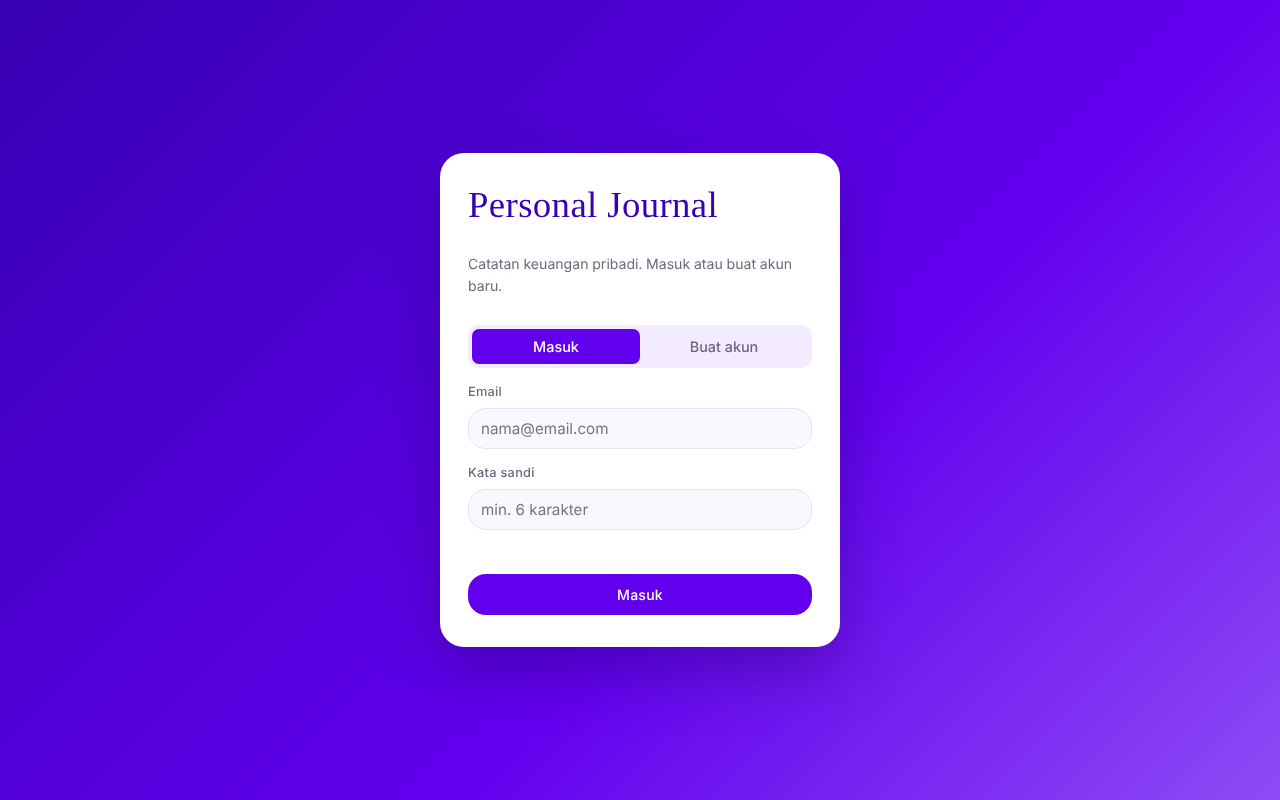 Personal Journal
Catatan keuangan pribadi. Masuk atau buat akun
baru.
Masuk
Buat akun
Email
nama@email.com
Kata sandi
min. 6 karakter
Masuk